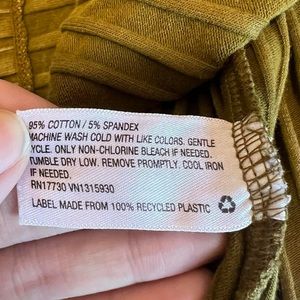 95% COTTON / 5% SPANDEX
MACHINE WASH COLD WITH LIKE COLORS. GENTLE
CYCLE. ONLY NON-CHLORINE BLEACH IF NEEDED.
TUMBLE DRY LOW. REMOVE PROMPTLY. COOL IRON
IF NEEDED.
RN17730 VN1315930
LABEL MADE FROM 100% RECYCLED PLASTIC